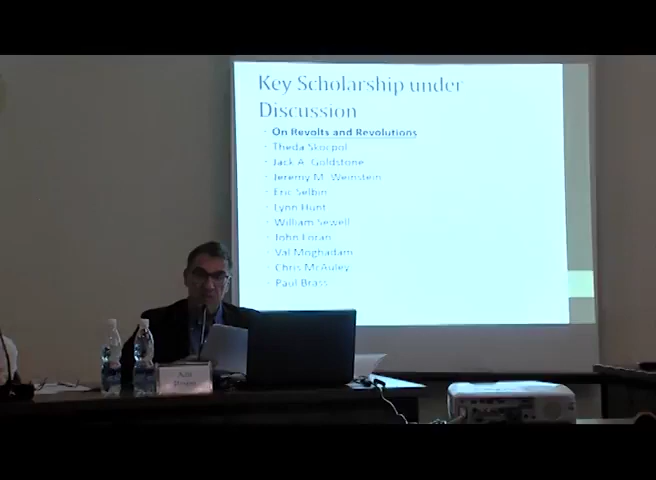 Key Scholarship under
Discussion
On Revolts and Revolutions
Theda Skocpol
Jack A. Goldstone
Jeremy M. Weinstein
Eric Selbin
Lynn Hunt
William Sewell
John Foran
Val Moghadam
Chris McAuley
Paul Brass